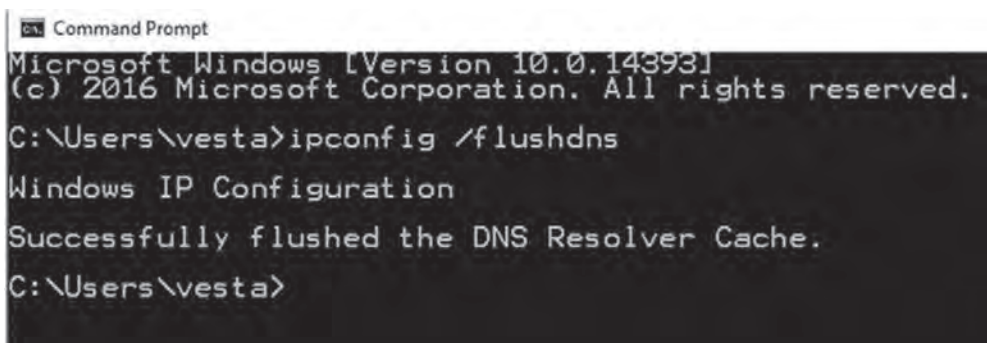 Command Prompt
Microsoft Windows [Version 10.0.14393]
(c) 2016 Microsoft Corporation. All rights reserved.
C:\Users\vesta>ipconfig /flushdns
Windows IP Configuration
Successfully flushed the DNS Resolver Cache.
C:\Users\vesta>